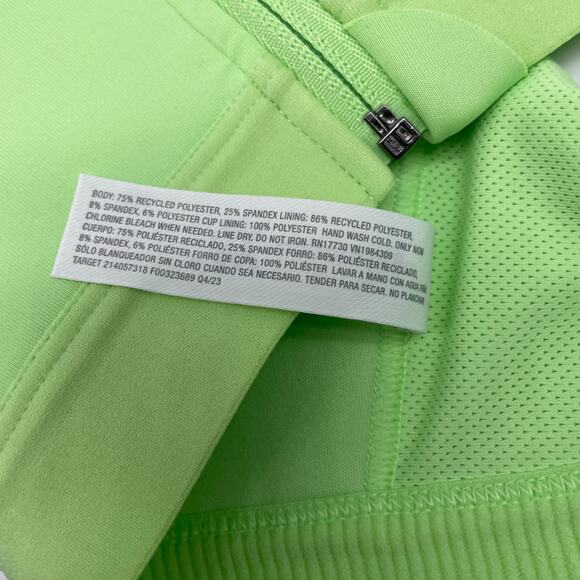 BODY: 75% RECYCLED POLYESTER, 25% SPANDEX LINING: 86% RECYCLED POLYESTER,
8% SPANDEX, 6% POLYESTER CUP LINING: 100% POLYESTER HAND WASH COLD. ONLY NON
CHLORINE BLEACH WHEN NEEDED. LINE DRY. DO NOT IRON. RN17730 VN1984309
CUERPO: 75% POLIÉSTER RECICLADO, 25% SPANDEX FORRO: 86% POLIÉSTER RECICLADO,
8% SPANDEX, 6% POLIÉSTER FORRO DE COPA: 100% POLIÉSTER LAVAR A MANO CON AGUA FRÍA.
SÓLO BLANQUEADOR SIN CLORO CUANDO SEA NECESARIO. TENDER PARA SECAR. NO PLANCHAR.
TARGET 214057318 F00323689 Q4/23